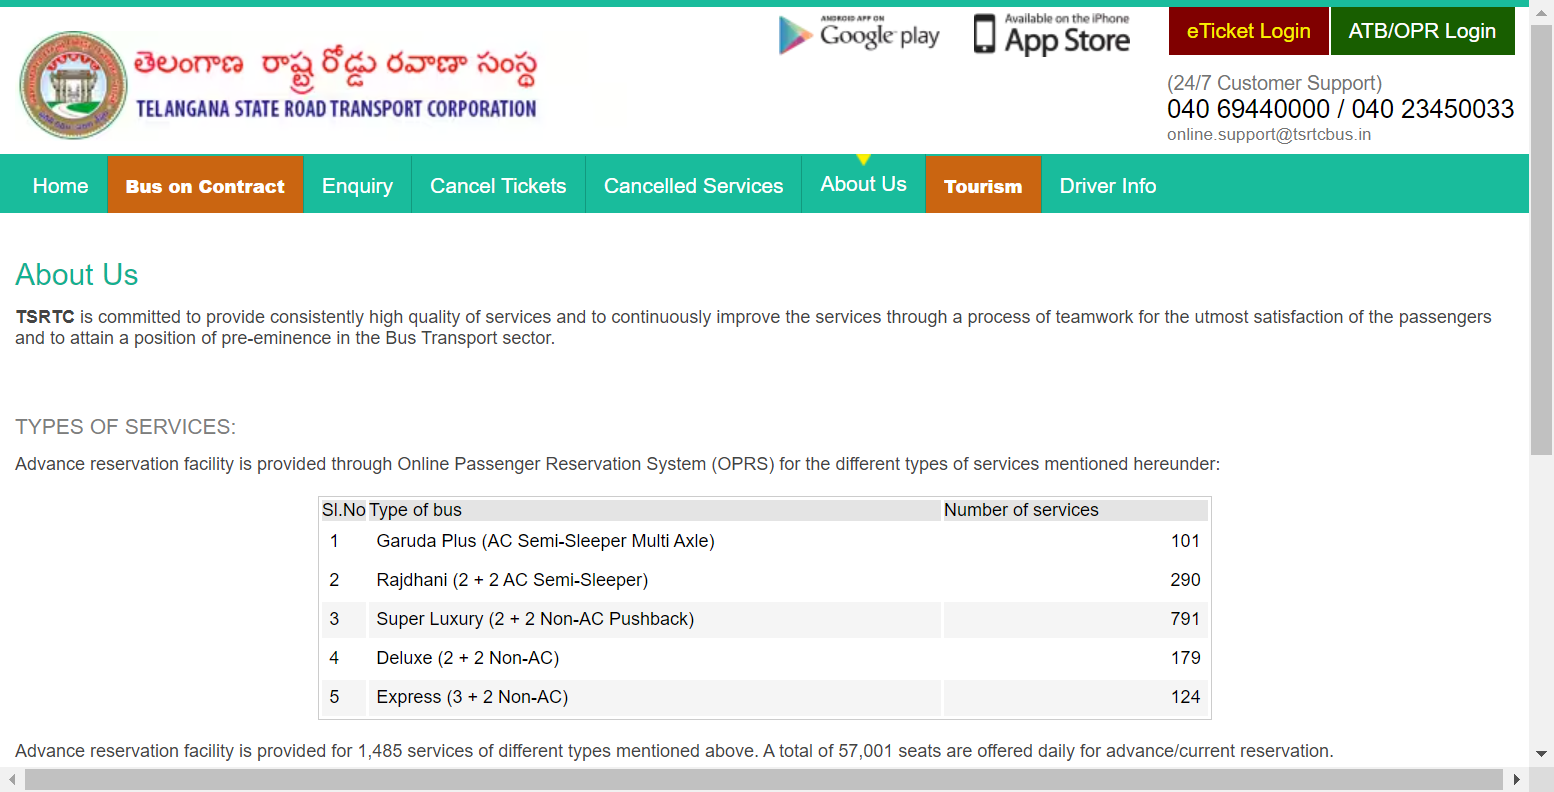 ANDROID APP ON
Google play
Available on the iPhone
App Store
eTicket Login
ATB/OPR Login
తెలంగాణ రాష్ట్ర రోడ్డు రవాణా సంస్థ
TELANGANA STATE ROAD TRANSPORT CORPORATION
(24/7 Customer Support)
040 69440000 / 040 23450033
online.support@tsrtcbus.in
Home Bus on Contract Enquiry Cancel Tickets Cancelled Services About Us Tourism Driver Info
About Us
TSRTC is committed to provide consistently high quality of services and to continuously improve the services through a process of teamwork for the utmost satisfaction of the passengers
and to attain a position of pre-eminence in the Bus Transport sector.
TYPES OF SERVICES:
Advance reservation facility is provided through Online Passenger Reservation System (OPRS) for the different types of services mentioned hereunder:
Sl.No Type of bus Number of services
1 Garuda Plus (AC Semi-Sleeper Multi Axle) 101
2 Rajdhani (2 + 2 AC Semi-Sleeper) 290
3 Super Luxury (2 + 2 Non-AC Pushback) 791
4 Deluxe (2 + 2 Non-AC) 179
5 Express (3 + 2 Non-AC) 124
Advance reservation facility is provided for 1,485 services of different types mentioned above. A total of 57,001 seats are offered daily for advance/current reservation.